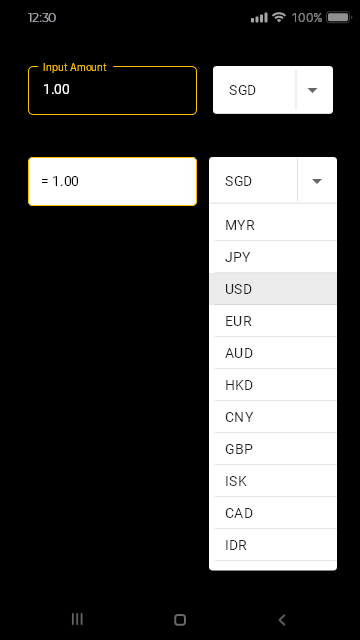 12:30
100%
Input Amount
1.00
SGD
= 1.00
SGD
MYR
JPY
USD
EUR
AUD
HKD
CNY
GBP
ISK
CAD
IDR